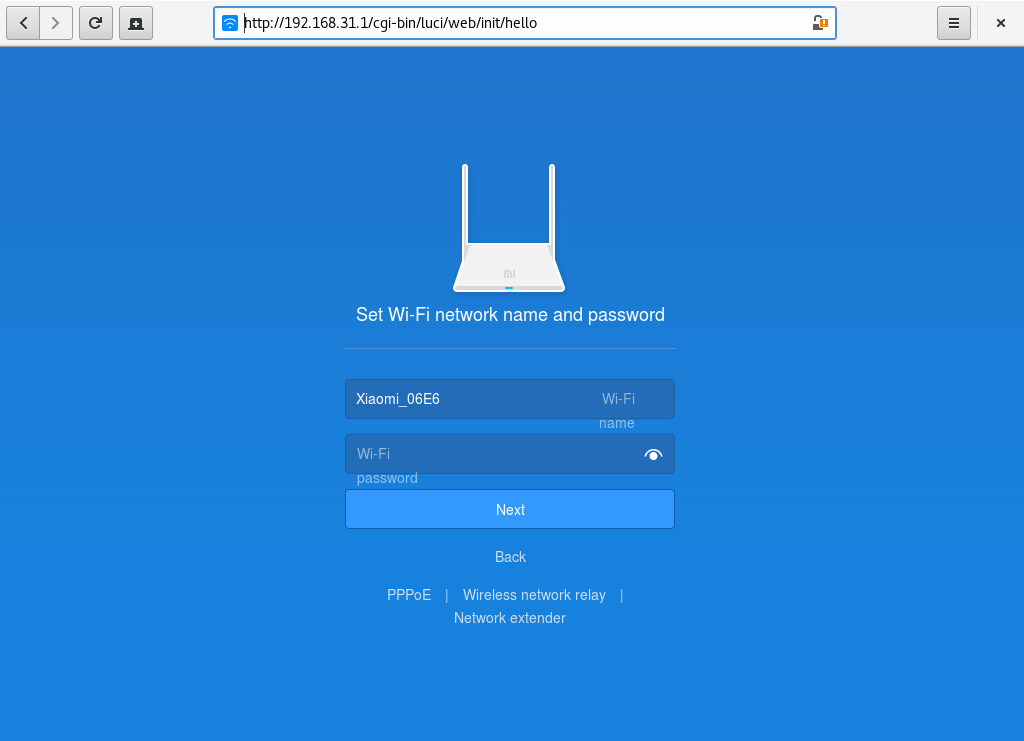 http://192.168.31.1/cgi-bin/luci/web/init/hello
mi
Set Wi-Fi network name and password
Xiaomi_06E6 Wi-Fi
name
Wi-Fi
password
Next
Back
PPPoE | Wireless network relay |
Network extender